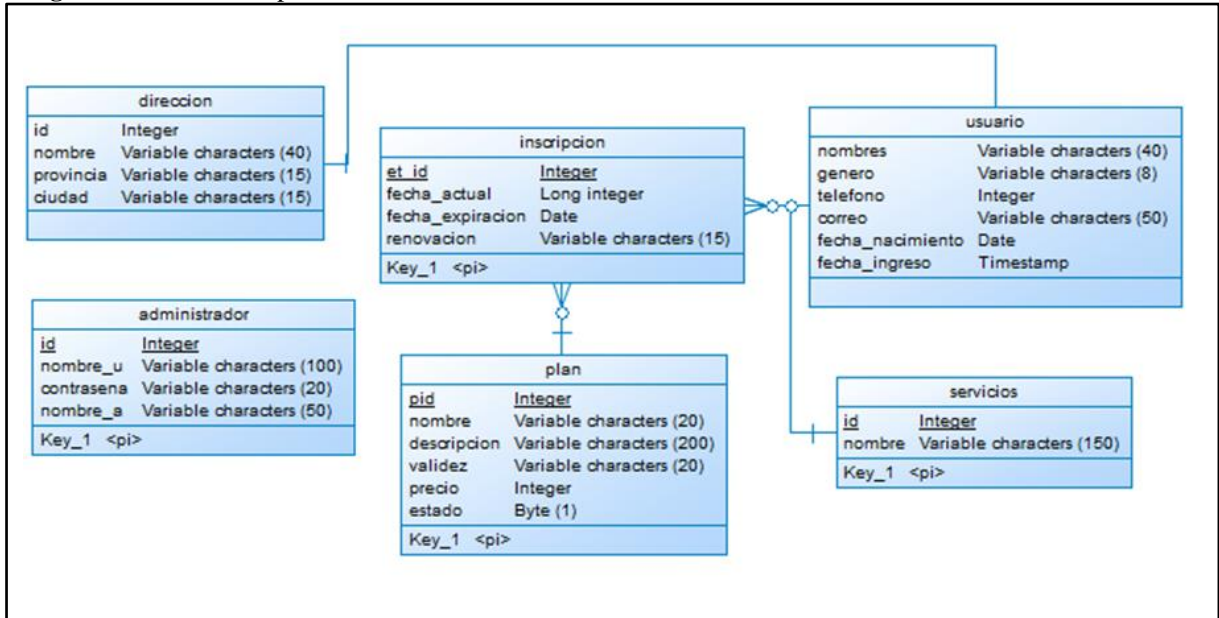 direccion
id Integer
nombre Variable characters (40)
provincia Variable characters (15)
ciudad Variable characters (15)
inscripcion
et_id Integer
fecha_actual Long integer
fecha_expiracion Date
renovacion Variable characters (15)
Key_1 <pi>
usuario
nombres Variable characters (40)
genero Variable characters (8)
telefono Integer
correo Variable characters (50)
fecha_nacimiento Date
fecha_ingreso Timestamp
administrador
id Integer
nombre_u Variable characters (100)
contrasena Variable characters (20)
nombre_a Variable characters (50)
Key_1 <pi>
plan
pid Integer
nombre Variable characters (20)
descripcion Variable characters (200)
validez Variable characters (20)
precio Integer
estado Byte (1)
Key_1 <pi>
servicios
id Integer
nombre Variable characters (150)
Key_1 <pi>